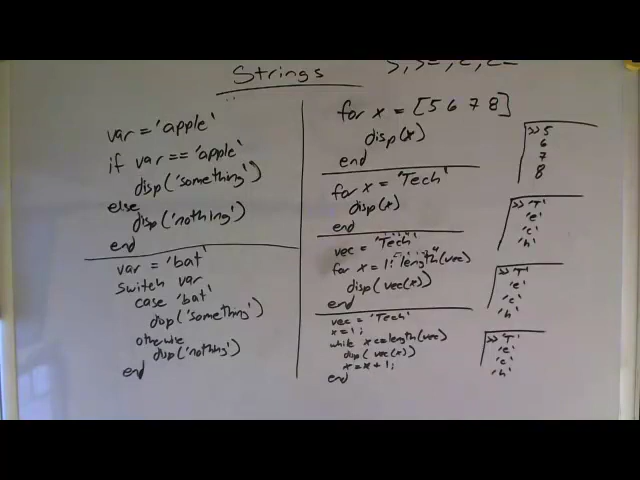 Strings
var = 'apple'
if var == 'apple'
disp('something')
else
disp('nothing')
end
var = 'bat'
switch var
case 'bat'
disp('something')
otherwise
disp('nothing')
end
for x = [5 6 7 8]
disp(x)
end
for x = 'Tech'
disp(x)
end
vec = 'Tech'
for x = 1:length(vec)
disp(vec(x))
end
vec = 'Tech'
x = 1;
while x<=length(vec)
disp(vec(x))
x = x + 1;
end
>> 5
6
7
8
>> 'T'
'e'
'c'
'h'
>> 'T'
'e'
'c'
'h'
>> 'T'
'e'
'c'
'h'